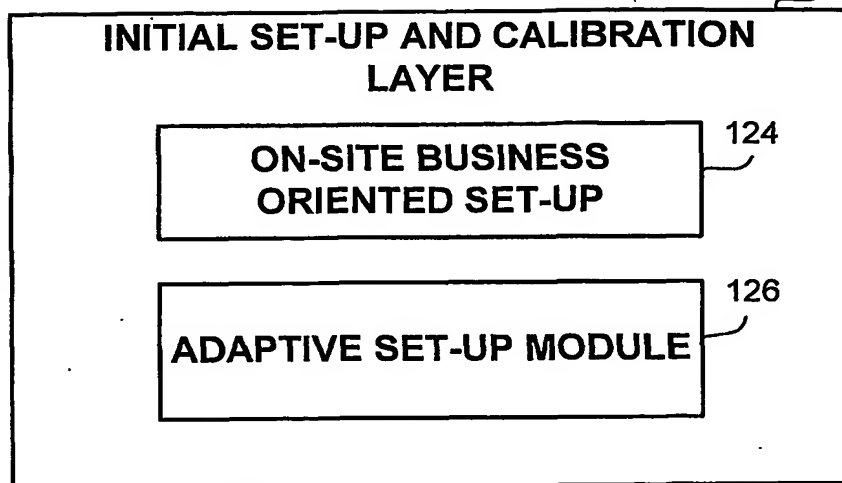 INITIAL SET-UP AND CALIBRATION
LAYER
ON-SITE BUSINESS
ORIENTED SET-UP
124
ADAPTIVE SET-UP MODULE
126